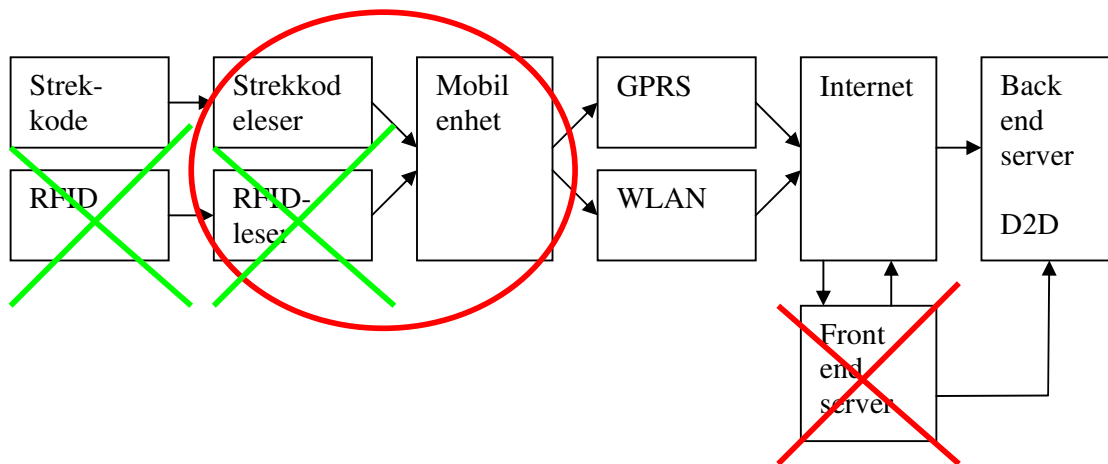 Strek-
kode
Strekkod
eleser
Mobil
enhet
GPRS
Internet
Back
end
server
D2D
RFID
RFID-
leser
WLAN
Front
end
server